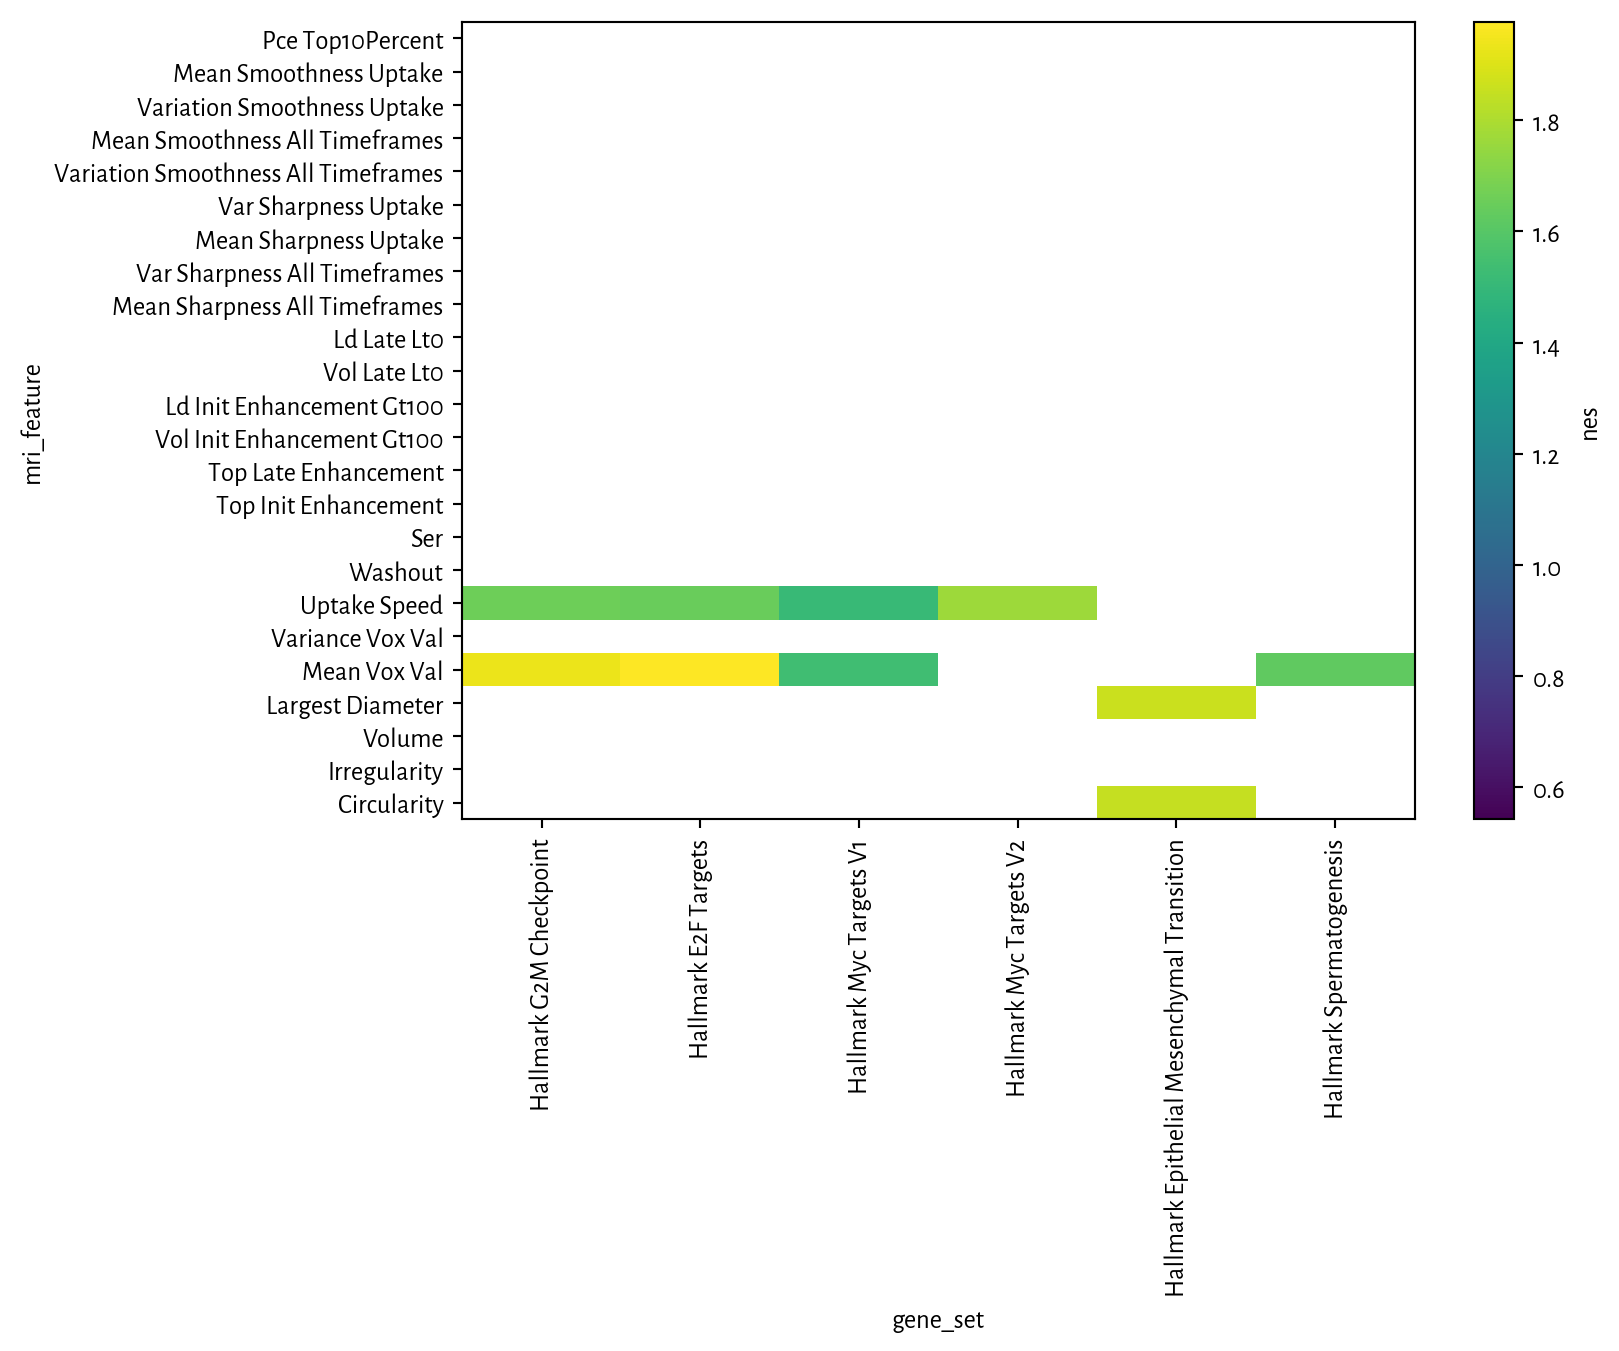 Pce Top10Percent
Mean Smoothness Uptake
Variation Smoothness Uptake
Mean Smoothness All Timeframes
Variation Smoothness All Timeframes
Var Sharpness Uptake
Mean Sharpness Uptake
Var Sharpness All Timeframes
Mean Sharpness All Timeframes
Ld Late Lt0
Vol Late Lt0
Ld Init Enhancement Gt100
Vol Init Enhancement Gt100
Top Late Enhancement
Top Init Enhancement
Ser
Washout
Uptake Speed
Variance Vox Val
Mean Vox Val
Largest Diameter
Volume
Irregularity
Circularity
mri_feature
Hallmark G2M Checkpoint
Hallmark E2F Targets
Hallmark Myc Targets V1
Hallmark Myc Targets V2
Hallmark Epithelial Mesenchymal Transition
Hallmark Spermatogenesis
gene_set
1.8
1.6
1.4
1.2
1.0
0.8
0.6
nes